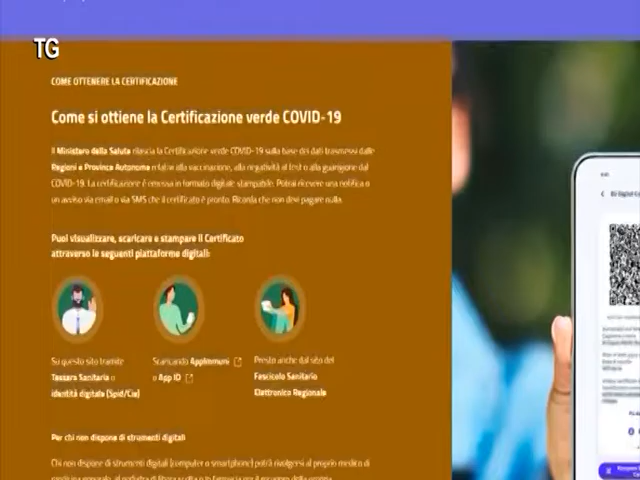 TG
COME OTTENERE LA CERTIFICAZIONE
Come si ottiene la Certificazione verde COVID-19
Il Ministero della Salute rilascia la Certificazione verde COVID-19 sulla base dei dati trasmessi dalle
Regioni e Province Autonome relativi alla vaccinazione, alla negatività al test o alla guarigione dal
COVID-19. La certificazione è emessa in formato digitale stampabile. Potrai ricevere una notifica o
un avviso via email o via SMS che il certificato è pronto. Ricorda che non devi pagare nulla.
Puoi visualizzare, scaricare e stampare il Certificato
attraverso le seguenti piattaforme digitali:
Su questo sito tramite
Tessera Sanitaria o
identità digitale (Spid/Cie)
Scaricando AppImmuni
o App IO
Presto anche dal sito del
Fascicolo Sanitario
Elettronico Regionale
Per chi non dispone di strumenti digitali
Chi non dispone di strumenti digitali (computer o smartphone) potrà rivolgersi al proprio medico di